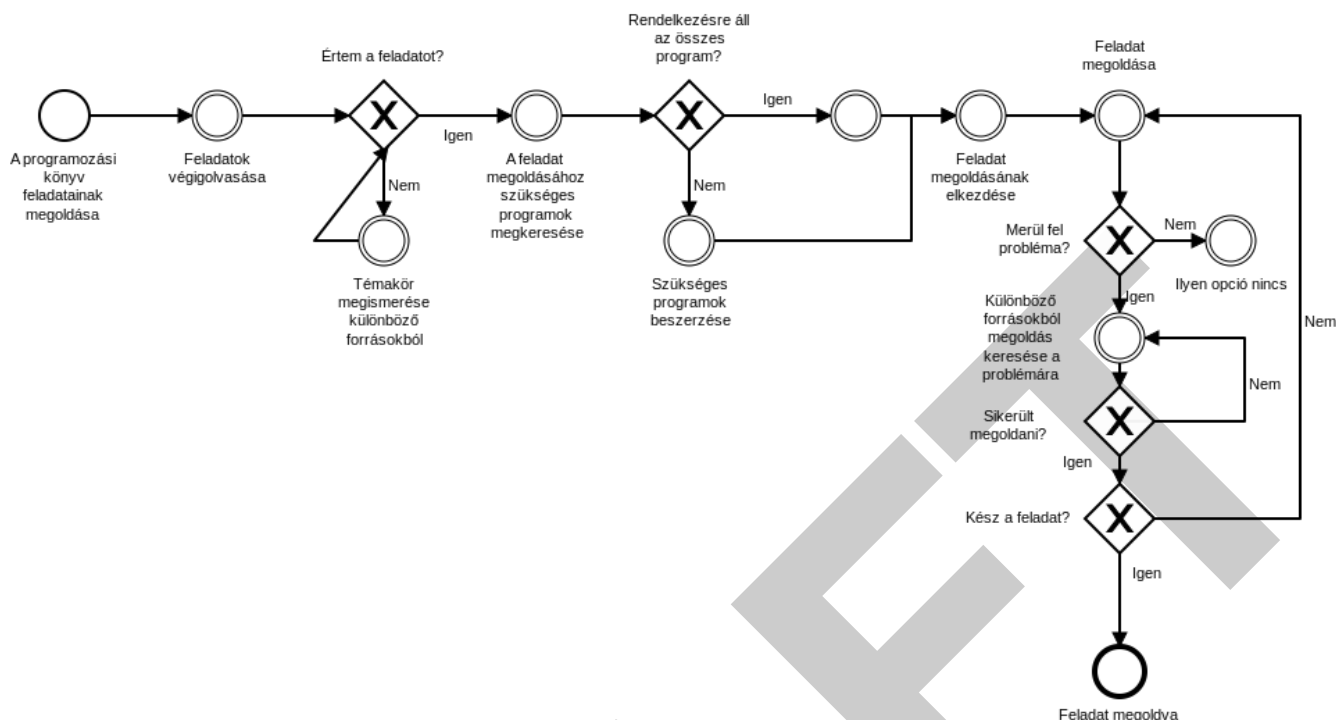 Rendelkezésre áll
az összes
program?
Értem a feladatot?
Feladat
megoldása
Igen
Igen
A programozási
könyv
feladatainak
megoldása
Feladatok
végigolvasása
A feladat
megoldásához
szükséges
programok
megkeresése
Feladat
megoldásának
elkezdése
Nem
Nem
Merül fel
probléma?
Nem
Témakör
megismerése
különböző
forrásokból
Szükséges
programok
beszerzése
Ilyen opció nincs
Igen
Különböző
forrásokból
megoldás
keresése a
problémára
Nem
Nem
Sikerült
megoldani?
Igen
Kész a feladat?
Igen
Feladat megoldva